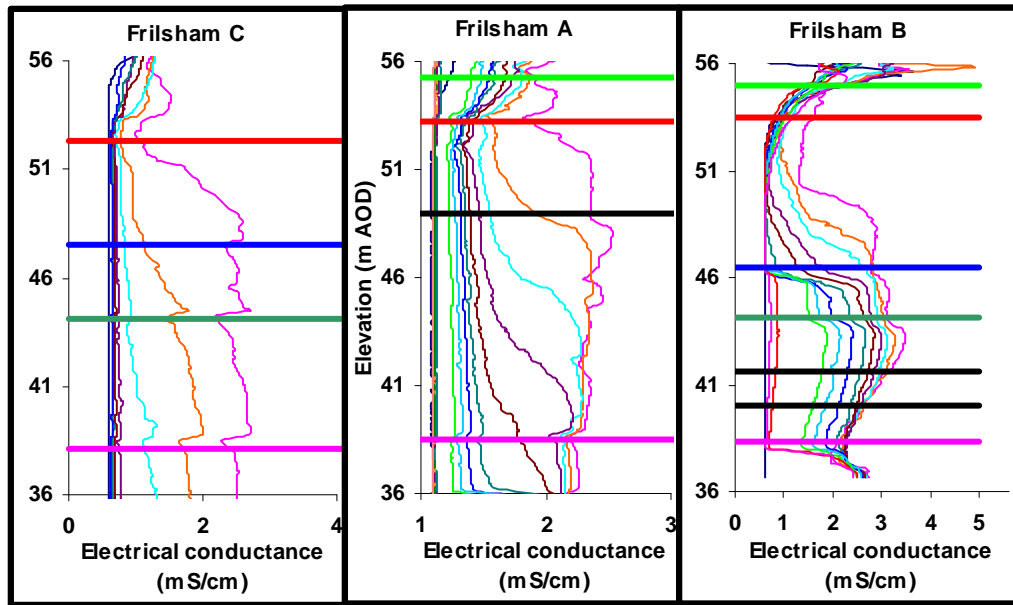 Frilsham C
56
51
46
41
36
0
2
4
Electrical conductance
(mS/cm)
Frilsham A
Elevation (m AOD)
56
51
46
41
36
1
2
3
Electrical conductance
(mS/cm)
Frilsham B
56
46
36
0
1
2
3
4
5
Electrical conductance
(mS/cm)